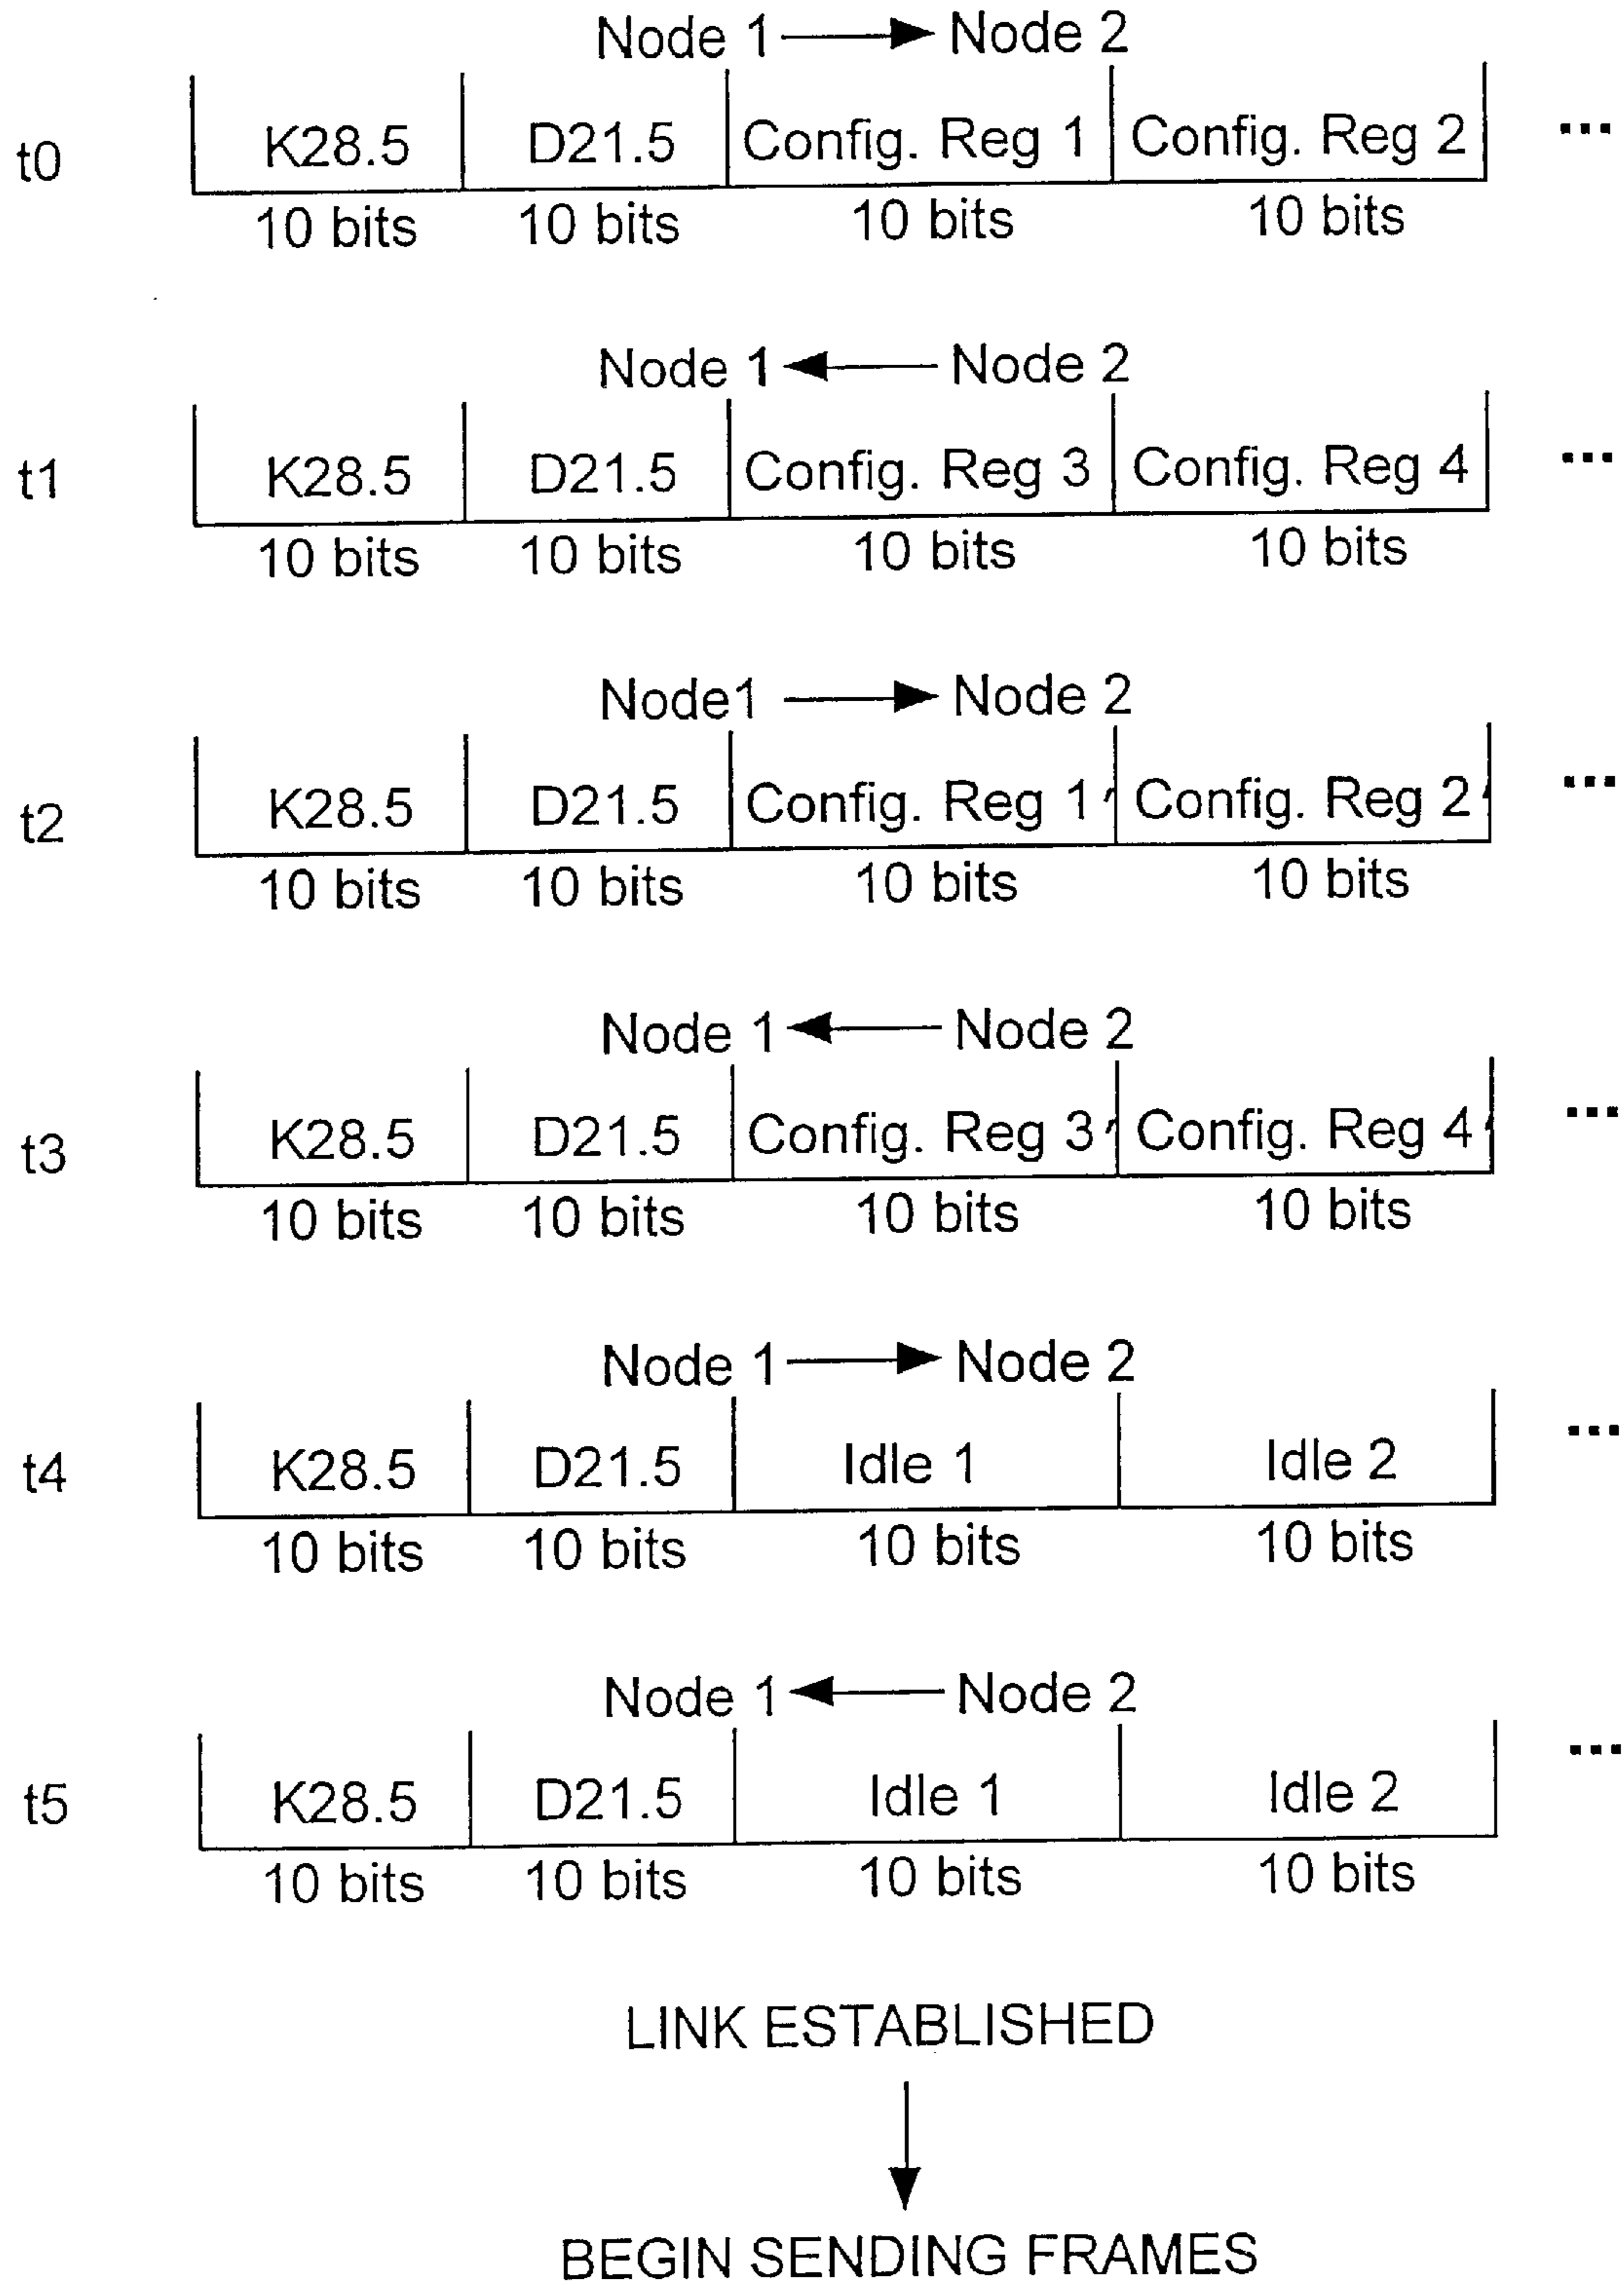 Node 1 Node 2
t0 K28.5 D21.5 Config. Reg 1 Config. Reg 2 ...
10 bits 10 bits 10 bits 10 bits
Node 1 Node 2
t1 K28.5 D21.5 Config. Reg 3 Config. Reg 4 ...
10 bits 10 bits 10 bits 10 bits
Node1 Node 2
t2 K28.5 D21.5 Config. Reg 1' Config. Reg 2' ...
10 bits 10 bits 10 bits 10 bits
Node 1 Node 2
t3 K28.5 D21.5 Config. Reg 3' Config. Reg 4' ...
10 bits 10 bits 10 bits 10 bits
Node 1 Node 2
t4 K28.5 D21.5 Idle 1 Idle 2 ...
10 bits 10 bits 10 bits 10 bits
Node 1 Node 2
t5 K28.5 D21.5 Idle 1 Idle 2 ...
10 bits 10 bits 10 bits 10 bits
LINK ESTABLISHED
BEGIN SENDING FRAMES